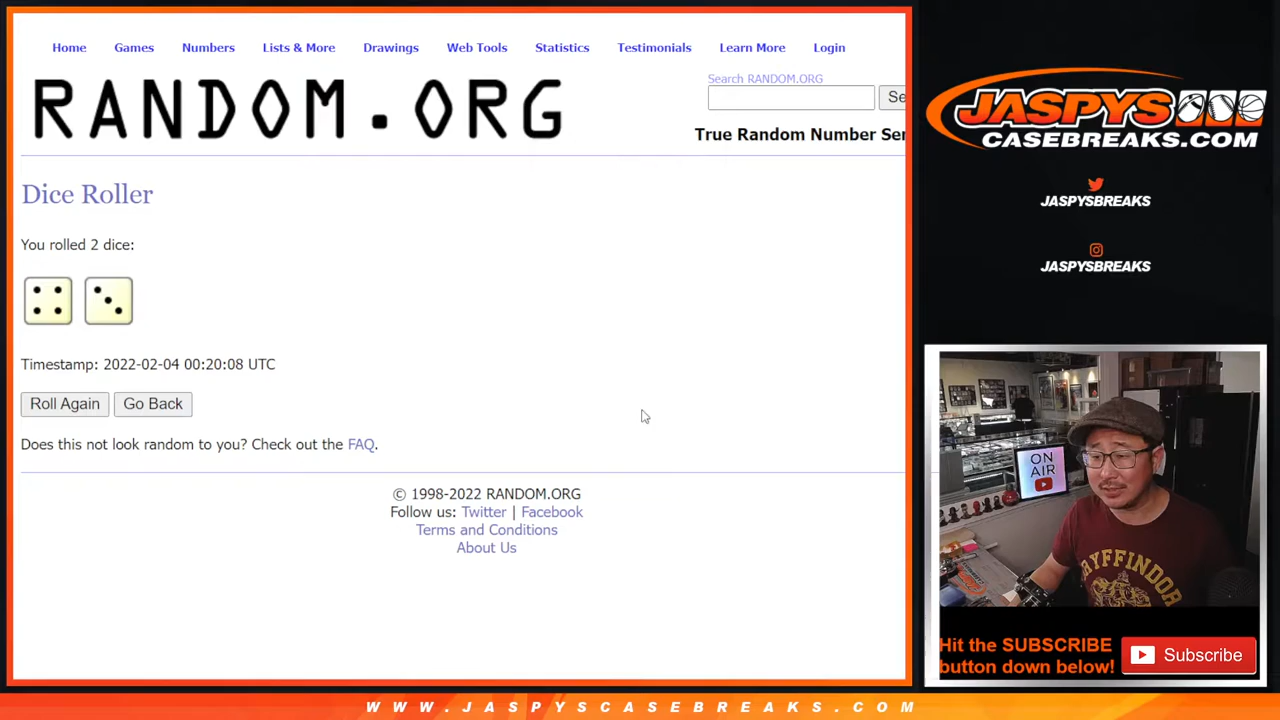 Home Games Numbers Lists & More Drawings Web Tools Statistics Testimonials Learn More Login
RANDOM.ORG
Search RANDOM.ORG
Se
True Random Number Ser
Dice Roller
You rolled 2 dice:
Timestamp: 2022-02-04 00:20:08 UTC
Roll Again Go Back
Does this not look random to you? Check out the FAQ.
© 1998-2022 RANDOM.ORG
Follow us: Twitter | Facebook
Terms and Conditions
About Us
JASPYS
CASEBREAKS.COM
JASPYSBREAKS
JASPYSBREAKS
ON
AIR
GRYFFINDOR
Hit the SUBSCRIBE
button down below!
Subscribe
WWW.JASPYSCASEBREAKS.COM